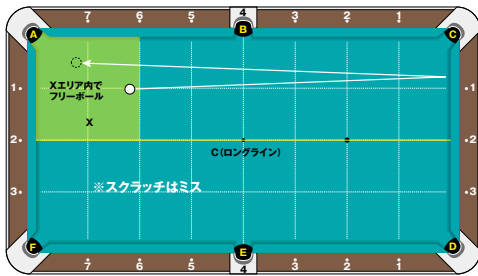 7 6 5 4 3 2 1
A B C
Xエリア内で
フリーボール
1 1
X
2 2
C(ロングライン)
3 ※スクラッチはミス 3
F E D
7 6 5 4 3 2 1